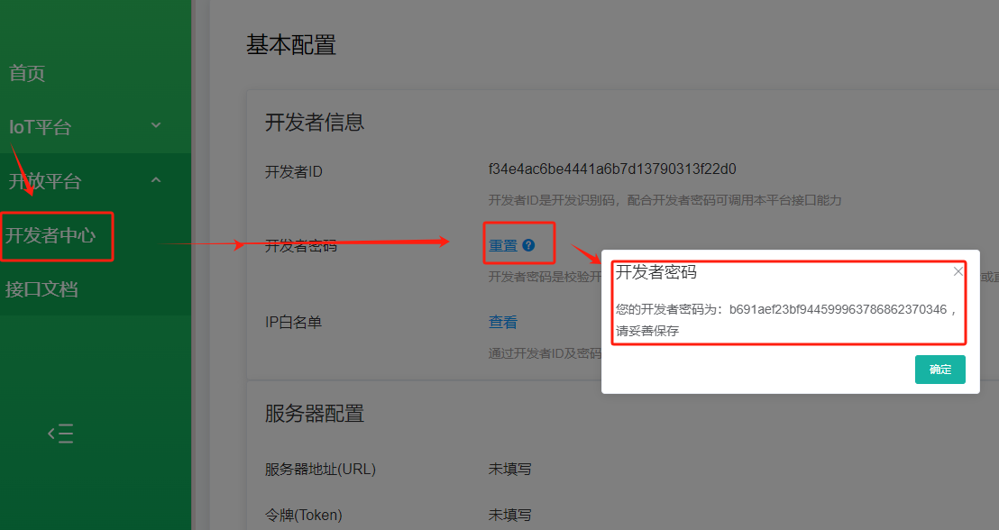 首页
IoT平台
开放平台
开发者中心
接口文档
基本配置
开发者信息
开发者ID
f34e4ac6be4441a6b7d13790313f22d0
开发者ID是开发识别码，配合开发者密码可调用本平台接口能力
开发者密码
重置
开发者密码是校验开
或直
IP白名单
查看
通过开发者ID及密码
服务器配置
服务器地址(URL)
未填写
令牌(Token)
未填写
开发者密码
您的开发者密码为：b691aef23bf944599963786862370346，
请妥善保存
确定